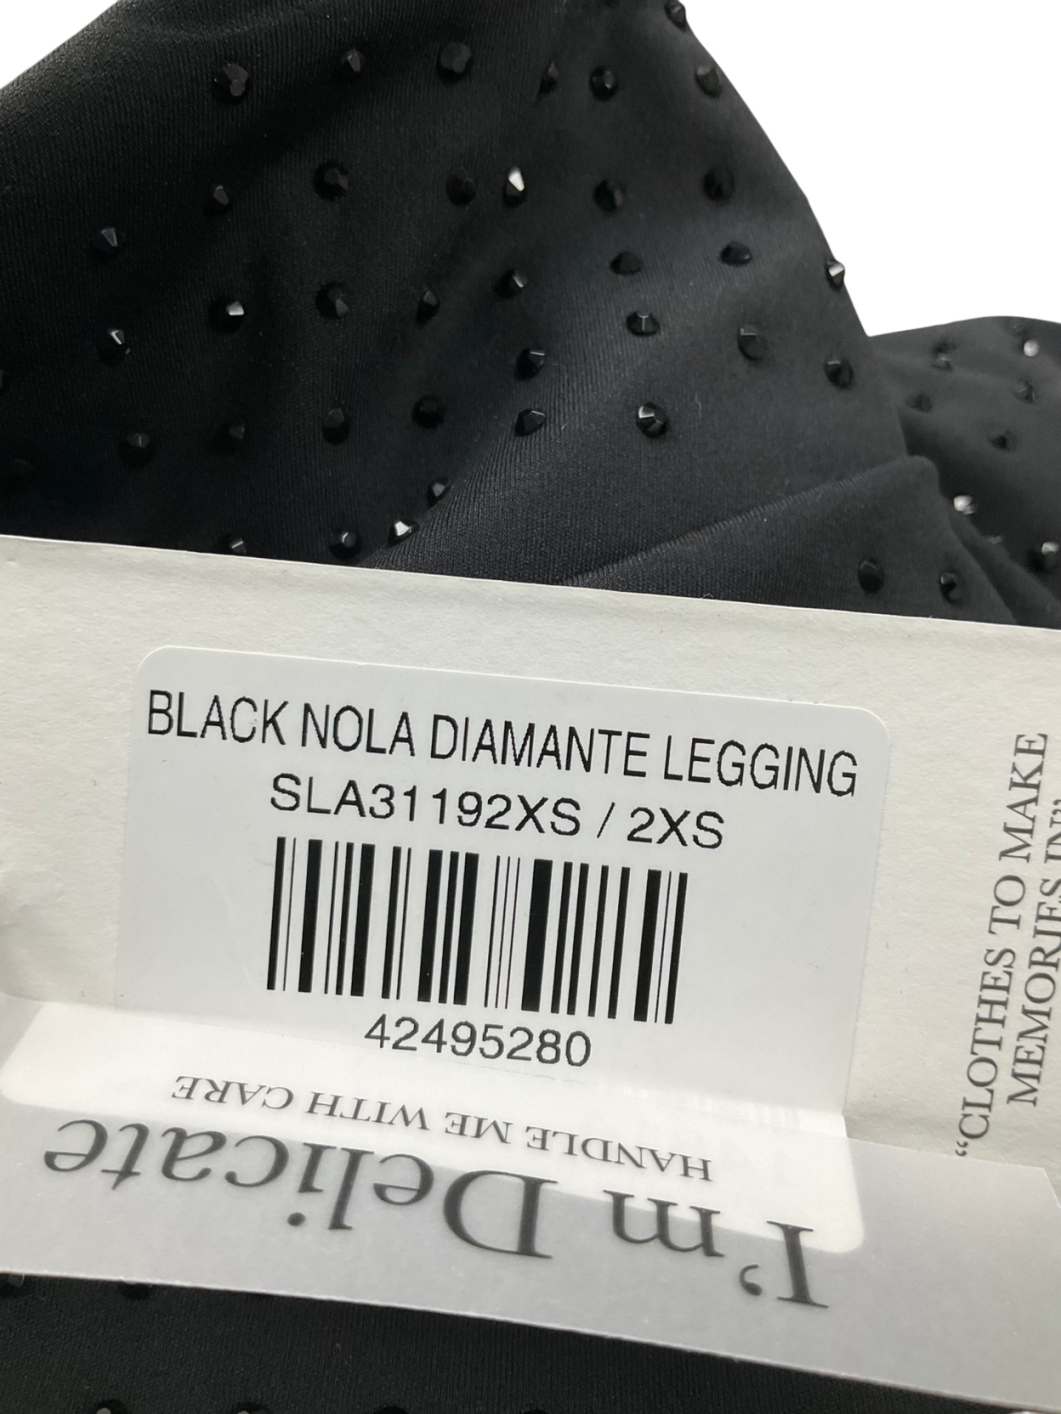 BLACK NOLA DIAMANTE LEGGING
SLA31192XS / 2XS
42495280
HANDLE ME WITH CARE
I'm Delicate
“CLOTHES TO MAKE
MEMORIES IN”